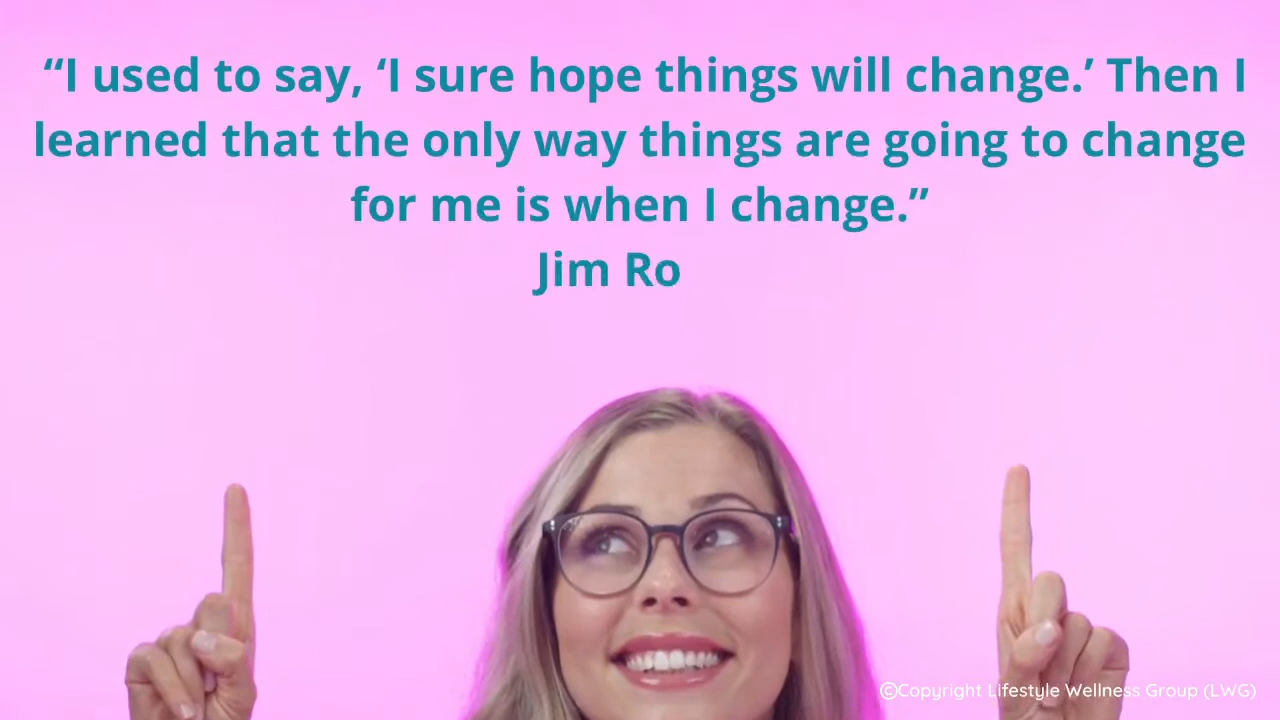 “I used to say, ‘I sure hope things will change.’ Then I
learned that the only way things are going to change
for me is when I change.”
Jim Ro
©Copyright Lifestyle Wellness Group (LWG)